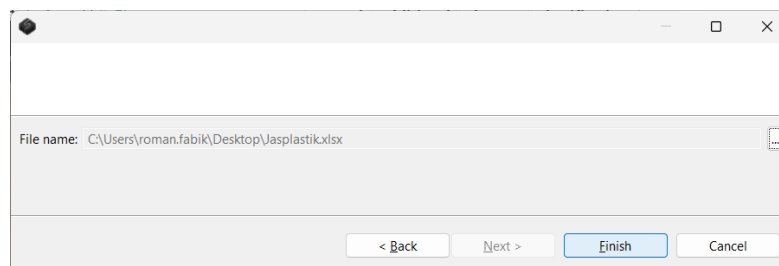 File name: C:\Users\roman.fabik\Desktop\Jasplastik.xlsx
...
< Back Next > Finish Cancel